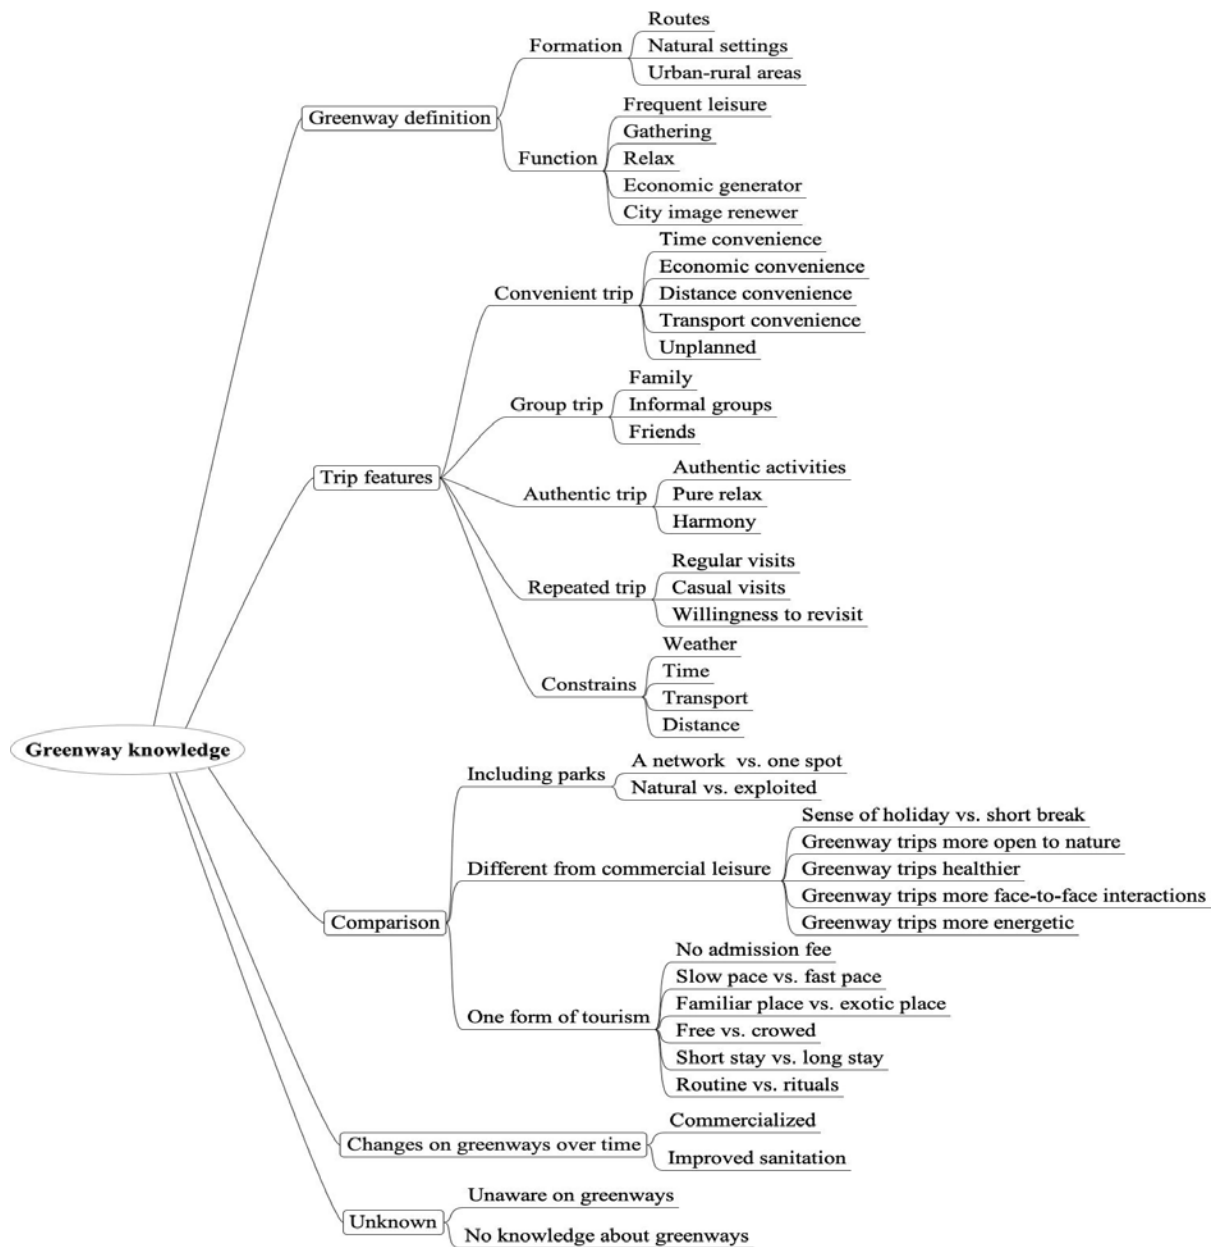 Greenway knowledge
Greenway definition
Formation
Routes
Natural settings
Urban-rural areas
Function
Frequent leisure
Gathering
Relax
Economic generator
City image renewer
Trip features
Convenient trip
Time convenience
Economic convenience
Distance convenience
Transport convenience
Unplanned
Group trip
Family
Informal groups
Friends
Authentic trip
Authentic activities
Pure relax
Harmony
Repeated trip
Regular visits
Casual visits
Willingness to revisit
Constrains
Weather
Time
Transport
Distance
Comparison
Including parks
A network vs. one spot
Natural vs. exploited
Different from commercial leisure
Sense of holiday vs. short break
Greenway trips more open to nature
Greenway trips healthier
Greenway trips more face-to-face interactions
Greenway trips more energetic
One form of tourism
No admission fee
Slow pace vs. fast pace
Familiar place vs. exotic place
Free vs. crowed
Short stay vs. long stay
Routine vs. rituals
Changes on greenways over time
Commercialized
Improved sanitation
Unknown
Unaware on greenways
No knowledge about greenways